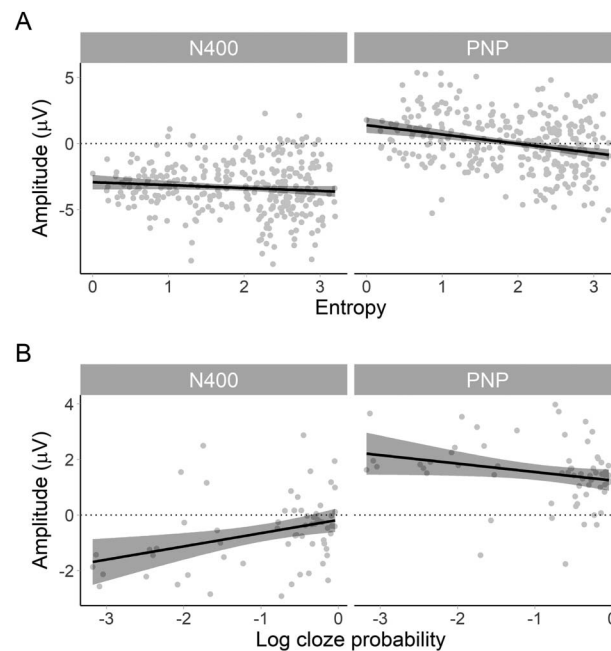 A
N400 PNP
Amplitude (μV)
5
0
-5
0 1 2 3 0 1 2 3
Entropy
B
N400 PNP
Amplitude (μV)
4
2
0
-2
-3 -2 -1 0 -3 -2 -1 0
Log cloze probability